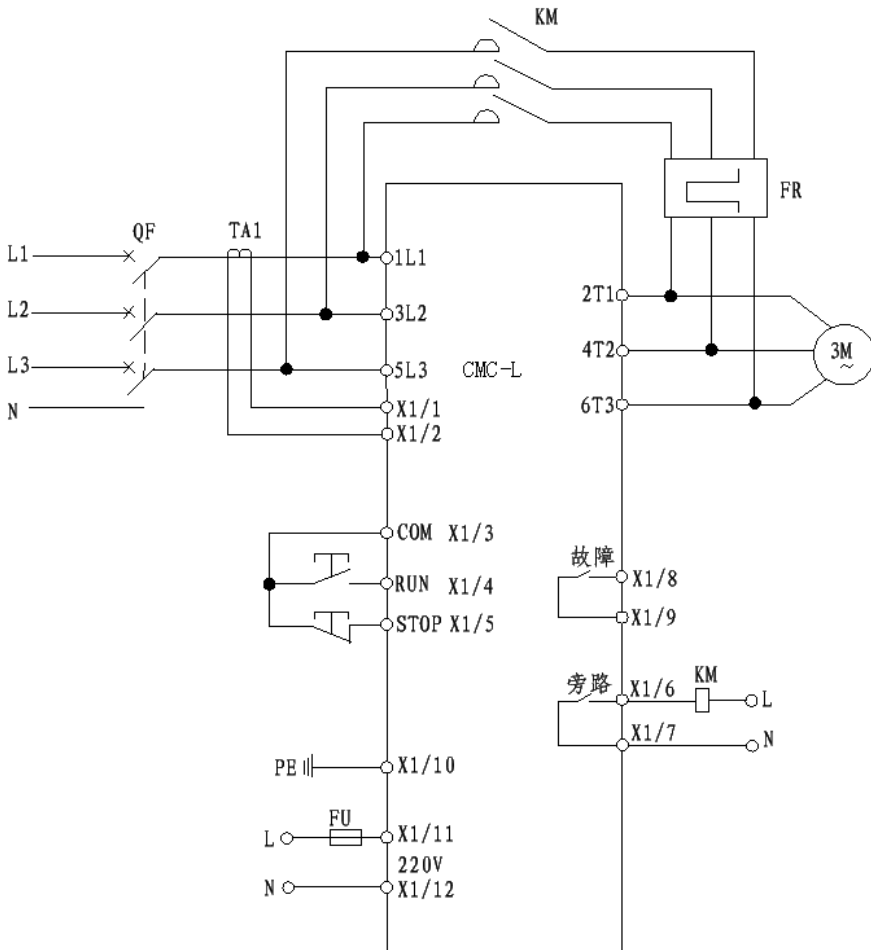 KM
FR
QF
TA1
L1
1L1
2T1
L2
3L2
4T2
3M
~
L3
5L3
CMC-L
6T3
N
X1/1
X1/2
COM X1/3
故障
RUN X1/4
X1/8
STOP X1/5
X1/9
旁路
X1/6
KM
L
X1/7
N
PE
X1/10
FU
L
X1/11
220V
N
X1/12